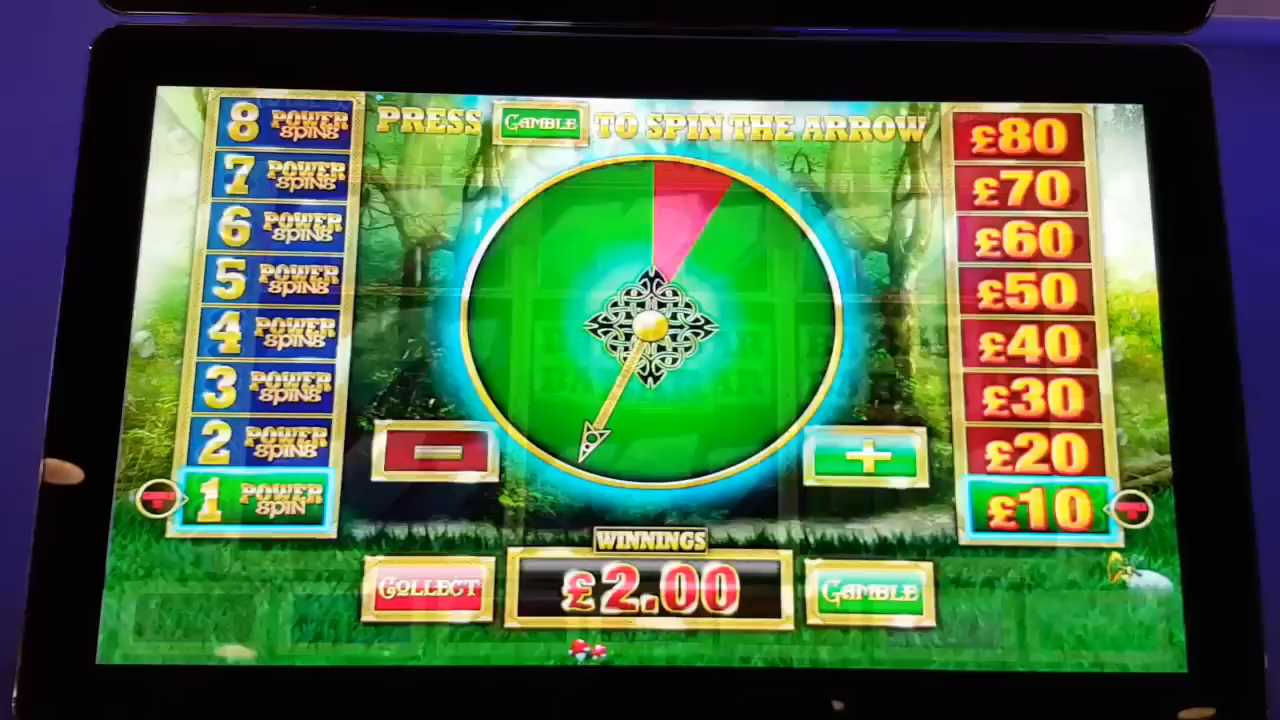 PRESS GAMBLE TO SPIN THE ARROW
8 POWER SPINS
7 POWER SPINS
6 POWER SPINS
5 POWER SPINS
4 POWER SPINS
3 POWER SPINS
2 POWER SPINS
1 POWER SPIN
£80
£70
£60
£50
£40
£30
£20
£10
-
+
WINNINGS
COLLECT
£2.00
GAMBLE